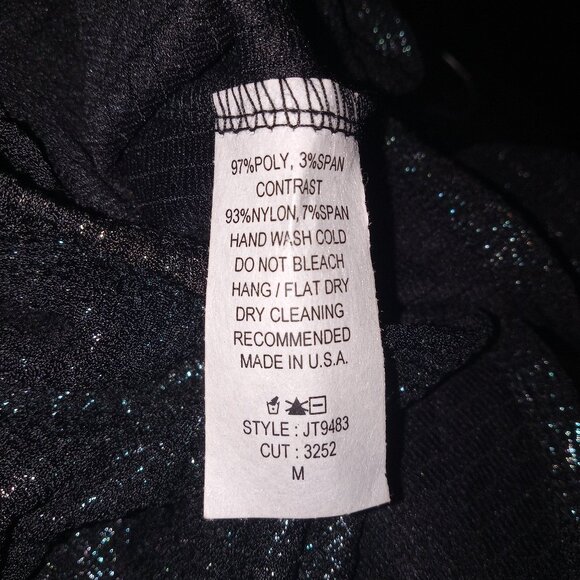 97%POLY, 3%SPAN
CONTRAST
93%NYLON, 7%SPAN
HAND WASH COLD
DO NOT BLEACH
HANG / FLAT DRY
DRY CLEANING
RECOMMENDED
MADE IN U.S.A.
STYLE : JT9483
CUT : 3252
M